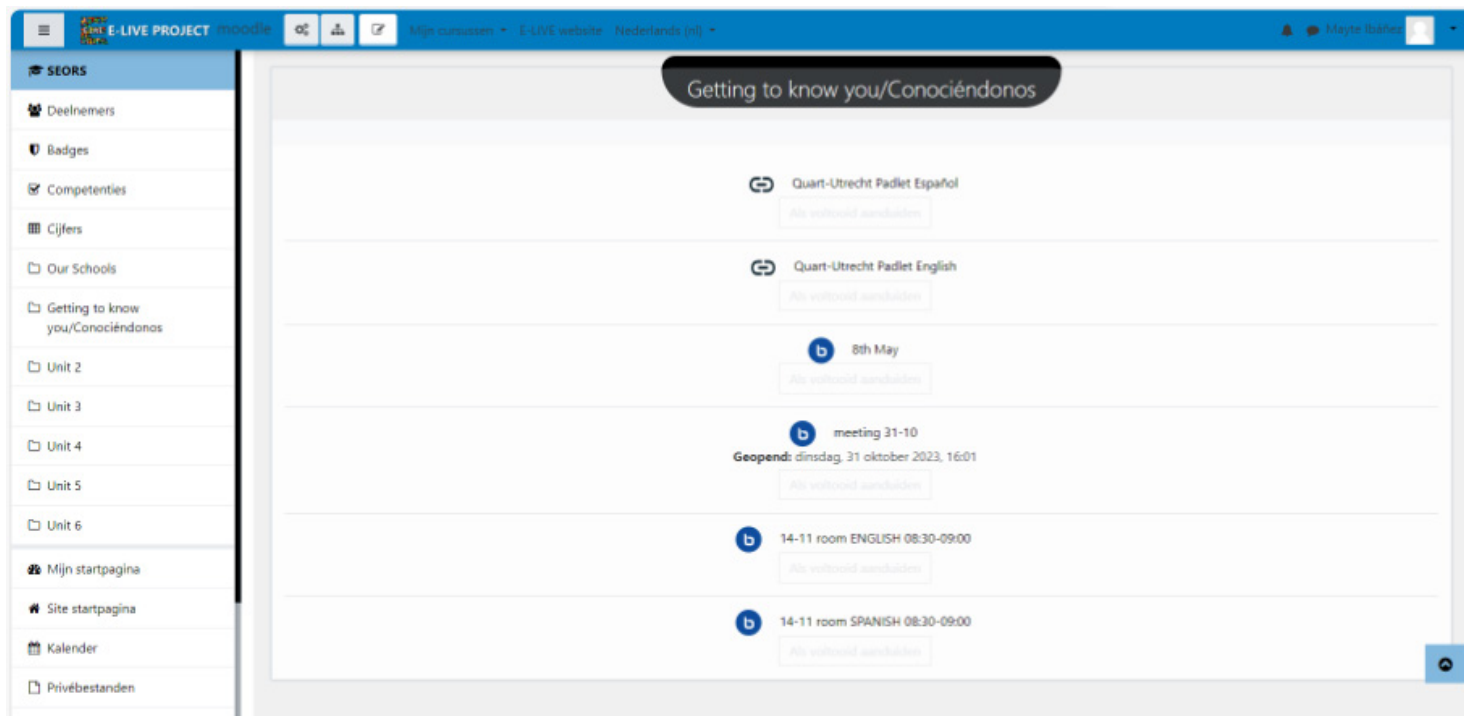 E-LIVE PROJECT moodle Mijn cursussen E-LIVE website Nederlands (nl) Mayte Ibáñez
SEORS
Deelnemers
Badges
Competenties
Cijfers
Our Schools
Getting to know
you/Conociéndonos
Unit 2
Unit 3
Unit 4
Unit 5
Unit 6
Mijn startpagina
Site startpagina
Kalender
Privébestanden
Getting to know you/Conociéndonos
Quart-Utrecht Padlet Español
Als voltooid aanduiden
Quart-Utrecht Padlet English
Als voltooid aanduiden
b 8th May
Als voltooid aanduiden
b meeting 31-10
Geopend: dinsdag, 31 oktober 2023, 16:01
Als voltooid aanduiden
b 14-11 room ENGLISH 08:30-09:00
Als voltooid aanduiden
b 14-11 room SPANISH 08:30-09:00
Als voltooid aanduiden